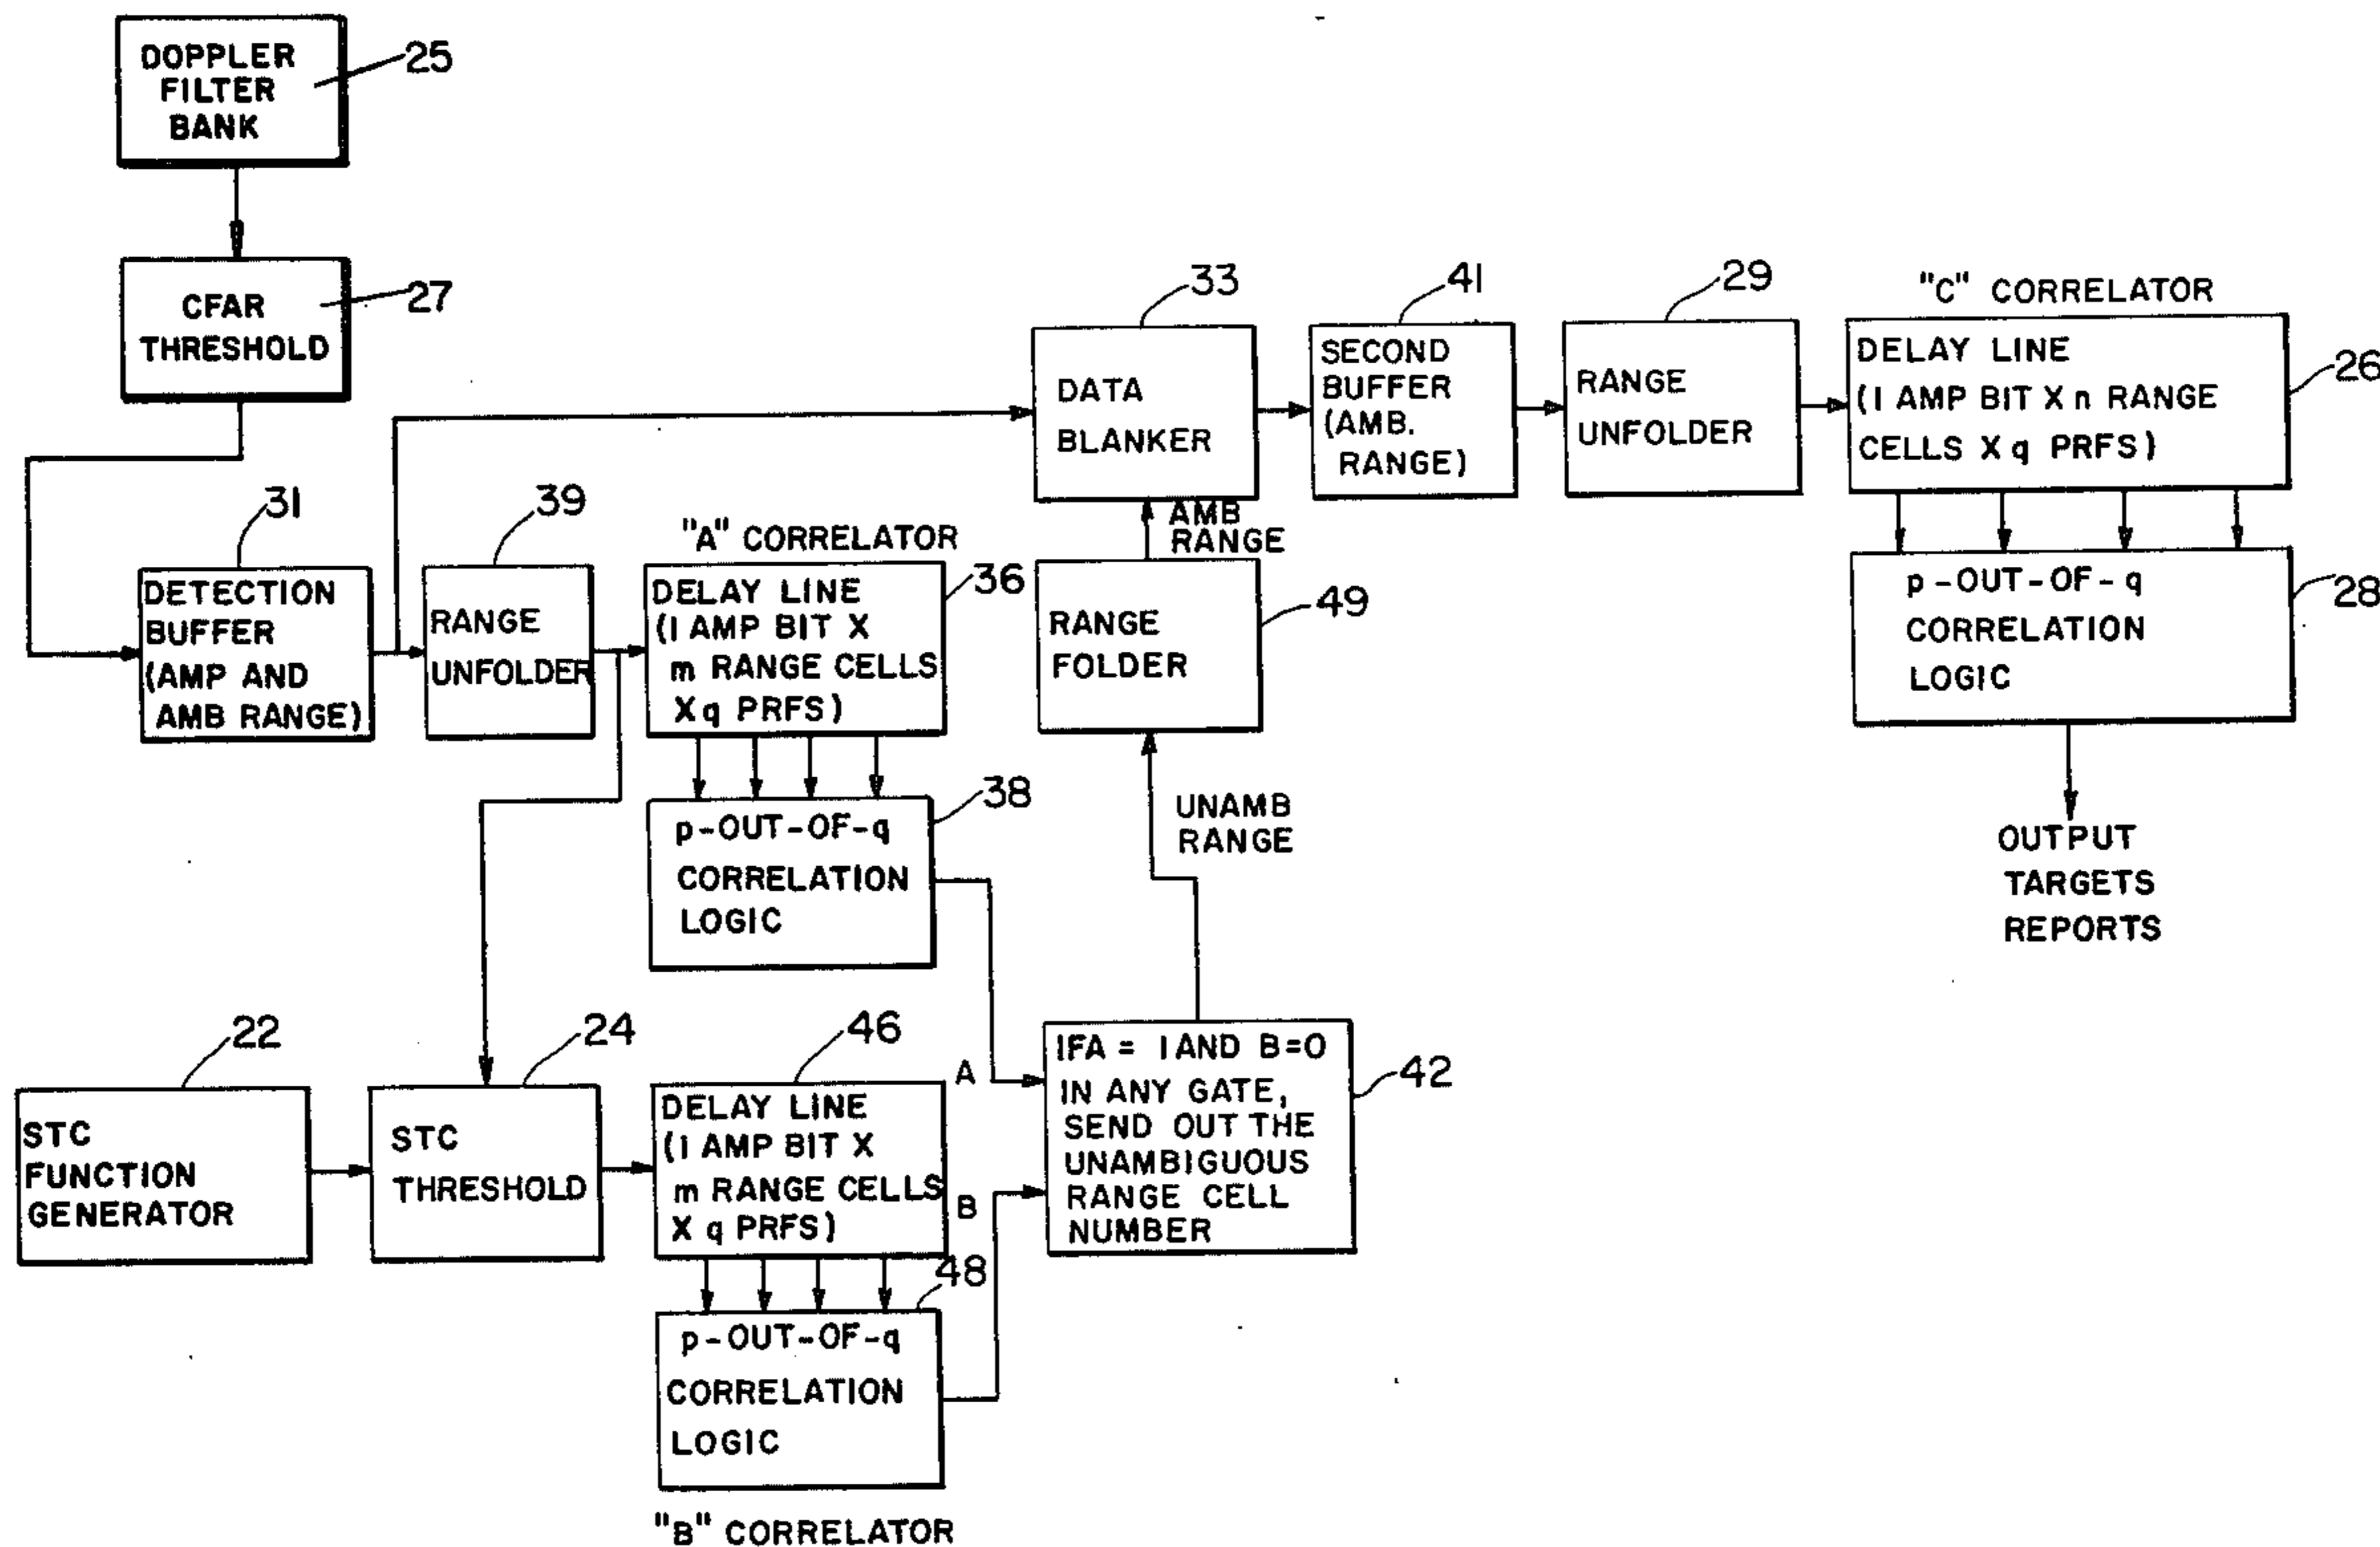 DOPPLER
FILTER
BANK
25
CFAR
THRESHOLD
27
31
DETECTION
BUFFER
(AMP AND
AMB RANGE)
39
RANGE
UNFOLDER
"A" CORRELATOR
DELAY LINE
(1 AMP BIT X
m RANGE CELLS
X q PRFS)
36
p-OUT-OF-q
CORRELATION
LOGIC
38
33
DATA
BLANKER
AMB
RANGE
RANGE
FOLDER
49
UNAMB
RANGE
41
SECOND
BUFFER
(AMB.
RANGE)
29
RANGE
UNFOLDER
"C" CORRELATOR
DELAY LINE
(1 AMP BIT X n RANGE
CELLS X q PRFS)
26
p-OUT-OF-q
CORRELATION
LOGIC
28
OUTPUT
TARGETS
REPORTS
22
STC
FUNCTION
GENERATOR
24
STC
THRESHOLD
46
DELAY LINE
(1 AMP BIT X
m RANGE CELLS
X q PRFS)
48
p-OUT-OF-q
CORRELATION
LOGIC
"B" CORRELATOR
A
B
IFA = 1 AND B=0
IN ANY GATE,
SEND OUT THE
UNAMBIGUOUS
RANGE CELL
NUMBER
42